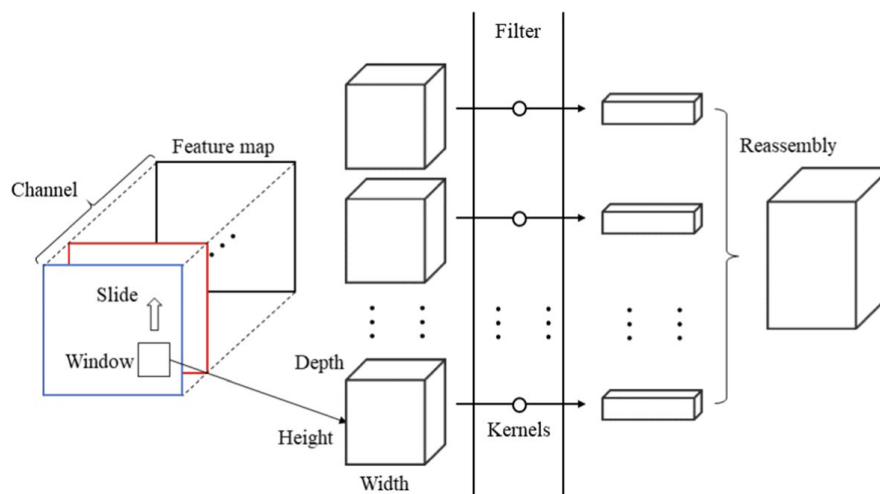 Filter
Feature map
Reassembly
Channel
Slide
Window
Depth
Height
Kernels
Width